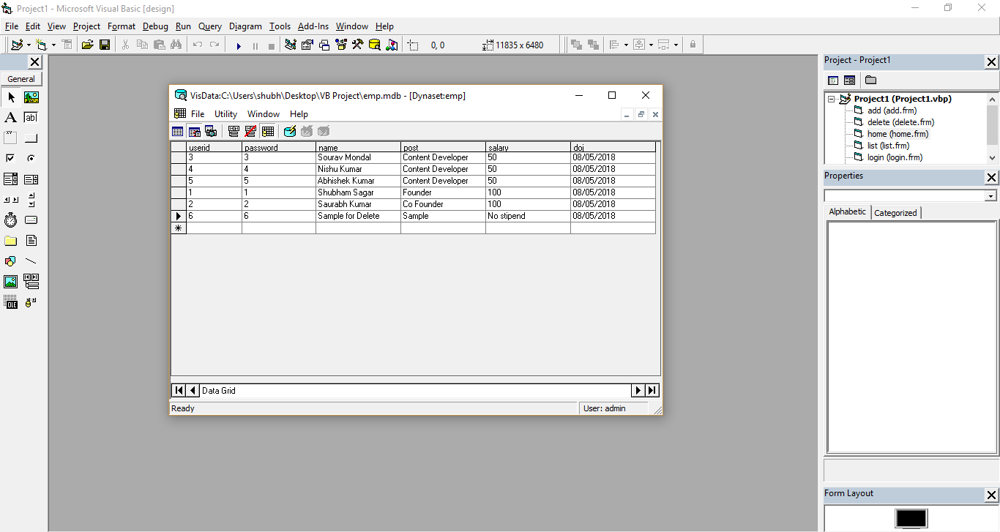 Project1 - Microsoft Visual Basic [design]
File Edit View Project Format Debug Run Query Diagram Tools Add-Ins Window Help
0, 0 11835 x 6480
General
A ab|
XY
OLE
VisData:C:\Users\shubh\Desktop\VB Project\emp.mdb - [Dynaset:emp]
File Utility Window Help
userid password name post salary doj
3 3 Sourav Mondal Content Developer 50 08/05/2018
4 4 Nishu Kumar Content Developer 50 08/05/2018
5 5 Abhishek Kumar Content Developer 50 08/05/2018
1 1 Shubham Sagar Founder 100 08/05/2018
2 2 Saurabh Kumar Co Founder 100 08/05/2018
6 6 Sample for Delete Sample No stipend 08/05/2018
Data Grid
Ready User: admin
Project - Project1
Project1 (Project1.vbp)
add (add.frm)
delete (delete.frm)
home (home.frm)
list (list.frm)
login (login.frm)
Properties
Alphabetic Categorized
Form Layout